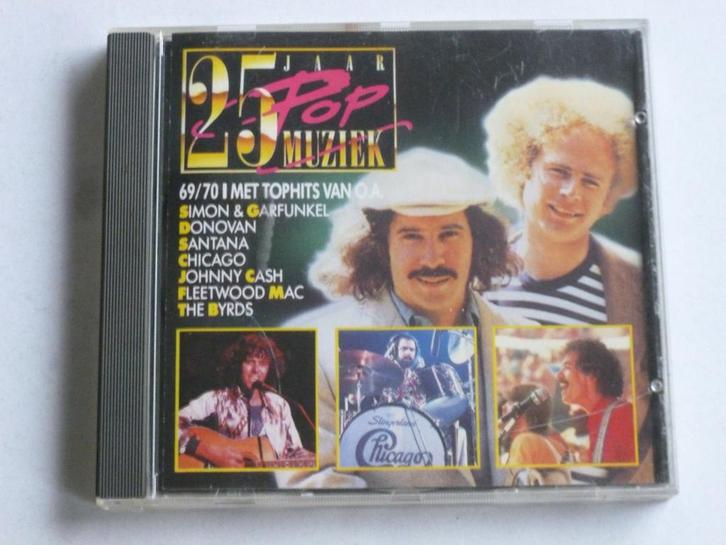 25 JAAR
Pop
MUZIEK
69/70 | MET TOPHITS VAN O.A.
SIMON & GARFUNKEL
DONOVAN
SANTANA
CHICAGO
JOHNNY CASH
FLEETWOOD MAC
THE BYRDS
Slingerland
Chicago